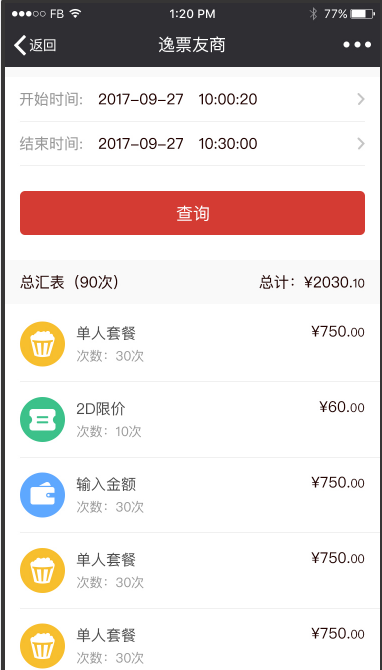 FB 1:20 PM 77%
返回 逸票友商
开始时间: 2017-09-27 10:00:20
结束时间: 2017-09-27 10:30:00
查询
总汇表（90次） 总计：¥2030.10
单人套餐 ¥750.00
次数：30次
2D限价 ¥60.00
次数：10次
输入金额 ¥750.00
次数：30次
单人套餐 ¥750.00
次数：30次
单人套餐 ¥750.00
次数：30次